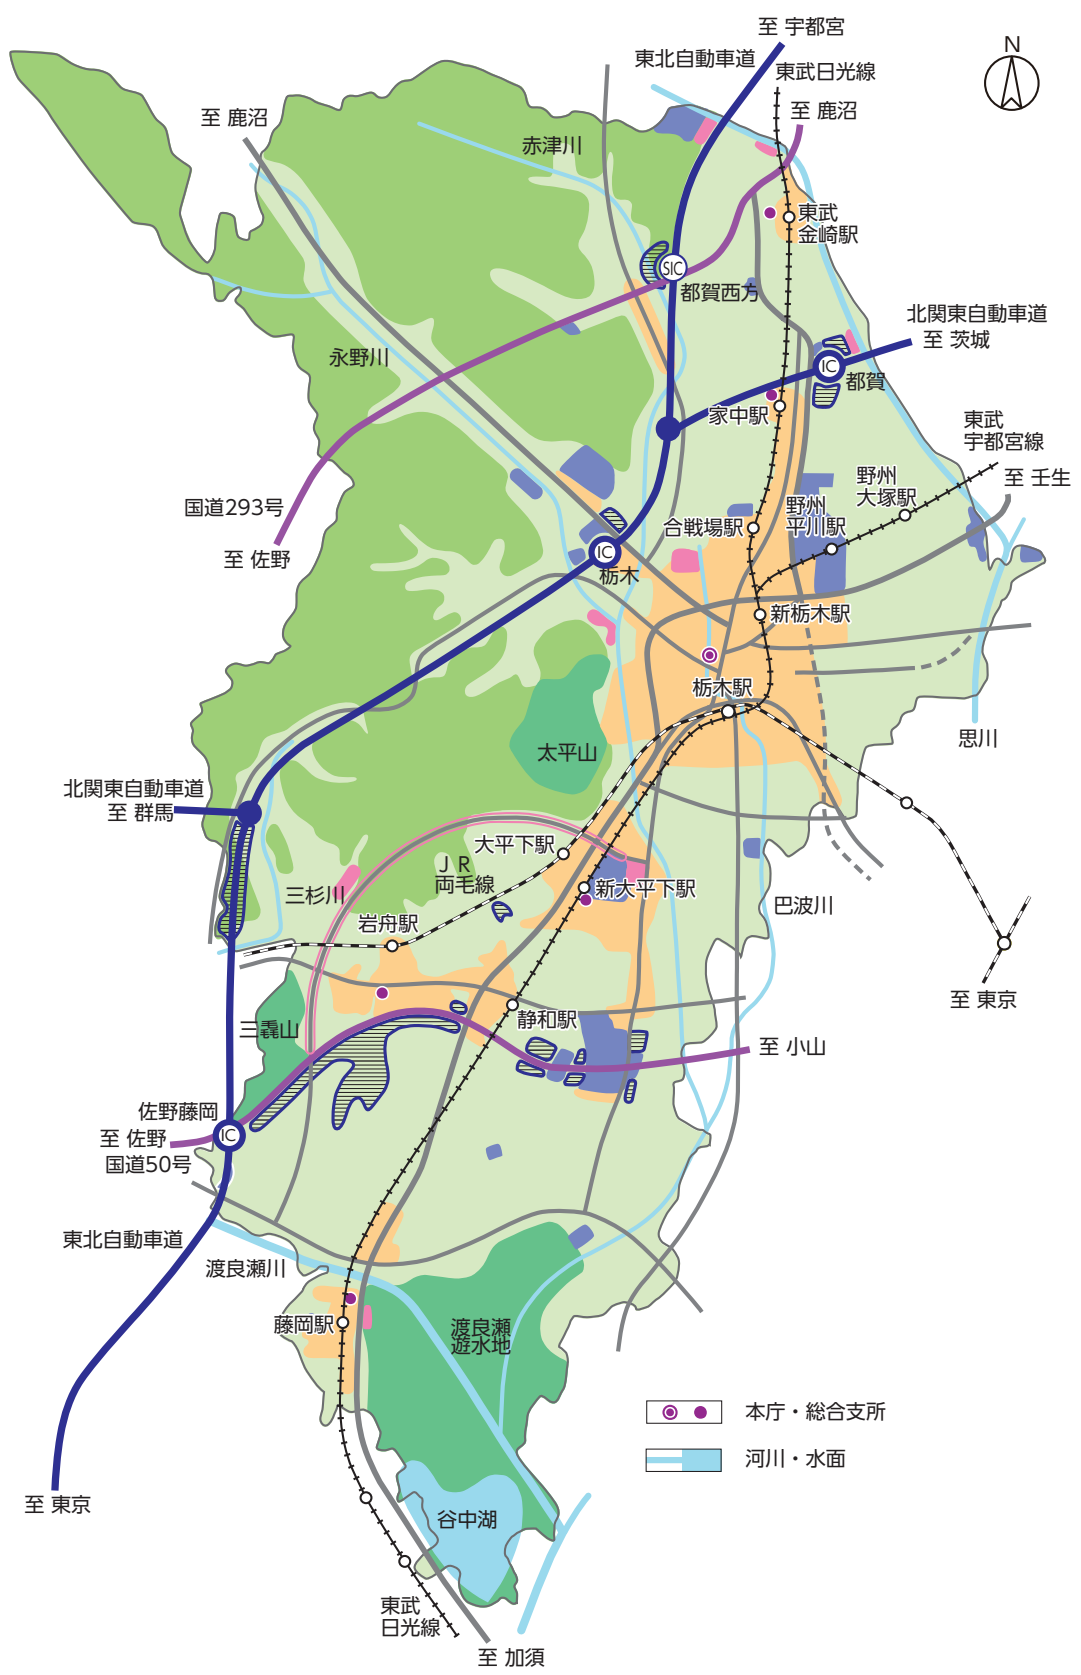 至 宇都宮
東北自動車道
N
東武日光線
至 鹿沼
至 鹿沼
赤津川
東武
金崎駅
SIC
都賀西方
北関東自動車道
至 茨城
永野川
IC
都賀
家中駅
東武
宇都宮線
至 壬生
野州
大塚駅
国道293号
野州
平川駅
合戦場駅
至 佐野
IC
栃木
新栃木駅
栃木駅
思川
太平山
北関東自動車道
至 群馬
大平下駅
JR
両毛線
三杉川
新大平下駅
巴波川
岩舟駅
至 東京
静和駅
三毳山
至 小山
佐野藤岡
IC
至 佐野
国道50号
東北自動車道
渡良瀬川
藤岡駅
渡良瀬
遊水地
本庁・総合支所
河川・水面
至 東京
谷中湖
東武
日光線
至 加須